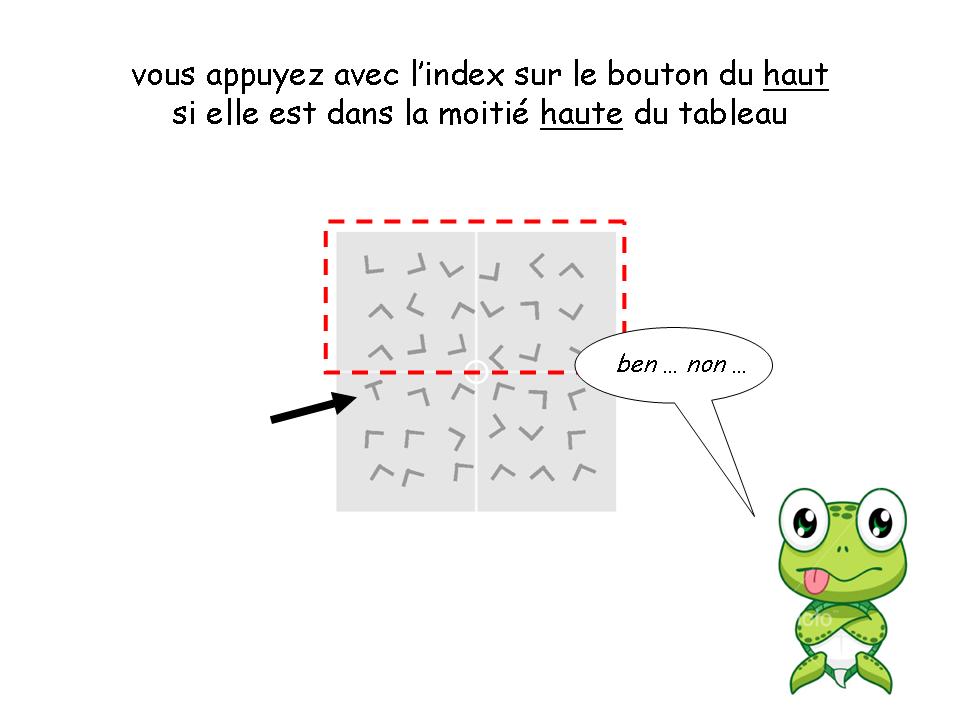 vous appuyez avec l'index sur le bouton du haut
si elle est dans la moitié haute du tableau
ben … non …